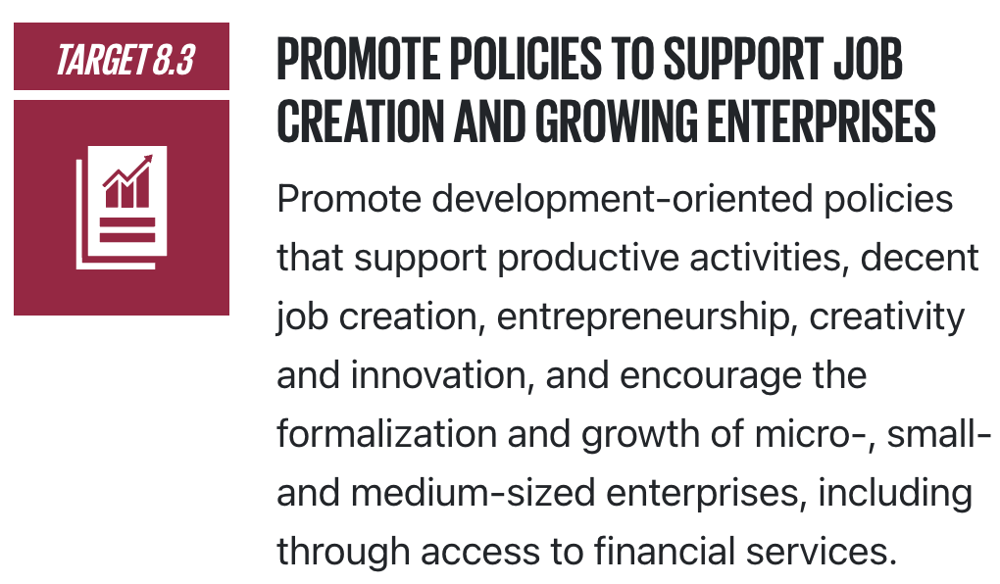 TARGET 8.3
PROMOTE POLICIES TO SUPPORT JOB
CREATION AND GROWING ENTERPRISES
Promote development-oriented policies
that support productive activities, decent
job creation, entrepreneurship, creativity
and innovation, and encourage the
formalization and growth of micro-, small-
and medium-sized enterprises, including
through access to financial services.